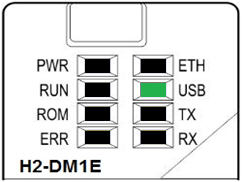 PWR ETH
RUN USB
ROM TX
ERR RX
H2-DM1E